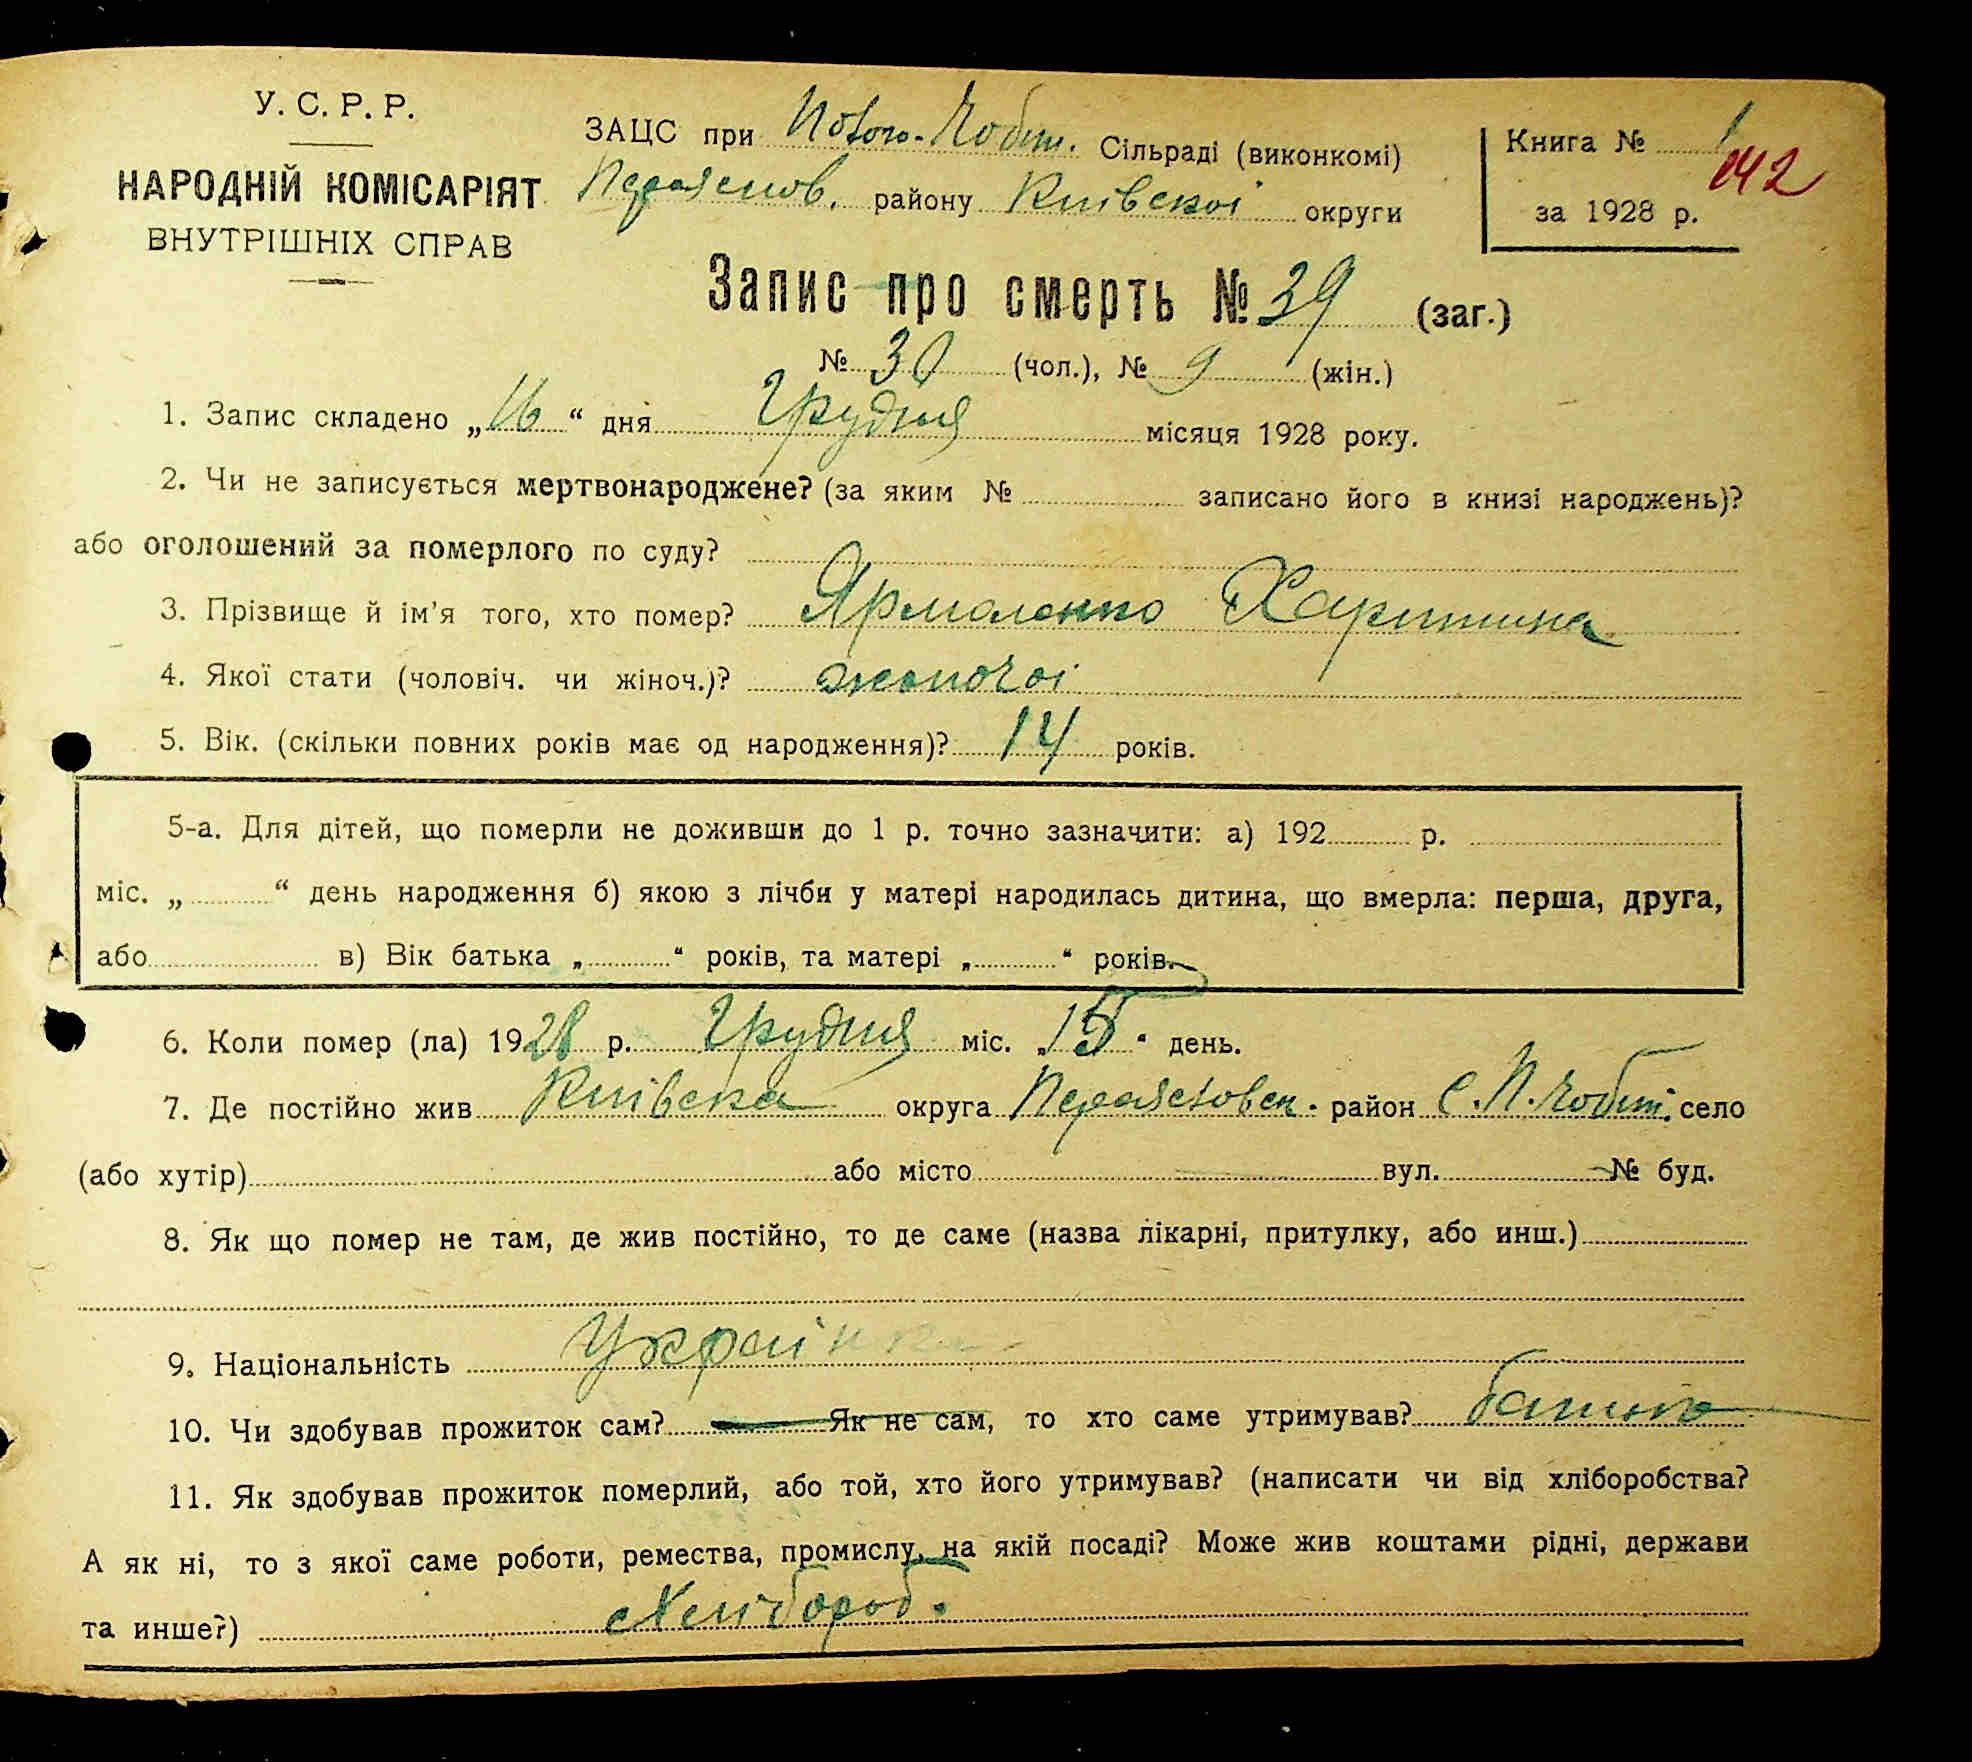 У. С. Р. Р.
НАРОДНІЙ КОМІСАРІЯТ
ВНУТРІШНІХ СПРАВ
ЗАЦС при Сільраді (виконкомі)
району Київської округи
Книга № 1
142
за 1928 р.
Запис про смерть № 39 (заг.)
№ 30 (чол.), № 9 (жін.)
1. Запис складено „16“ дня Грудня місяця 1928 року.
2. Чи не записується мертвонароджене? (за яким № записано його в книзі народжень)?
або оголошений за померлого по суду?
3. Прізвище й ім'я того, хто помер? Ярмоленко Харитина
4. Якої стати (чоловіч. чи жіноч.)? жіночої
5. Вік. (скільки повних років має од народження)? 14 років.
5-а. Для дітей, що померли не доживши до 1 р. точно зазначити: а) 192 р.
міс. „ “ день народження б) якою з лічби у матері народилась дитина, що вмерла: перша, друга,
або в) Вік батька „ “ років, та матері „ “ років.
6. Коли помер (ла) 1928 р. Грудня міс. „15“ день.
7. Де постійно жив Київска округа район село
(або хутір) або місто вул. № буд.
8. Як що помер не там, де жив постійно, то де саме (назва лікарні, притулку, або инш.)
9. Національність Українка
10. Чи здобував прожиток сам? — Як не сам, то хто саме утримував? батько
11. Як здобував прожиток померлий, або той, хто його утримував? (написати чи від хліборобства?
А як ні, то з якої саме роботи, ремества, промислу, на якій посаді? Може жив коштами рідні, держави
та инше?) Хлібороб.